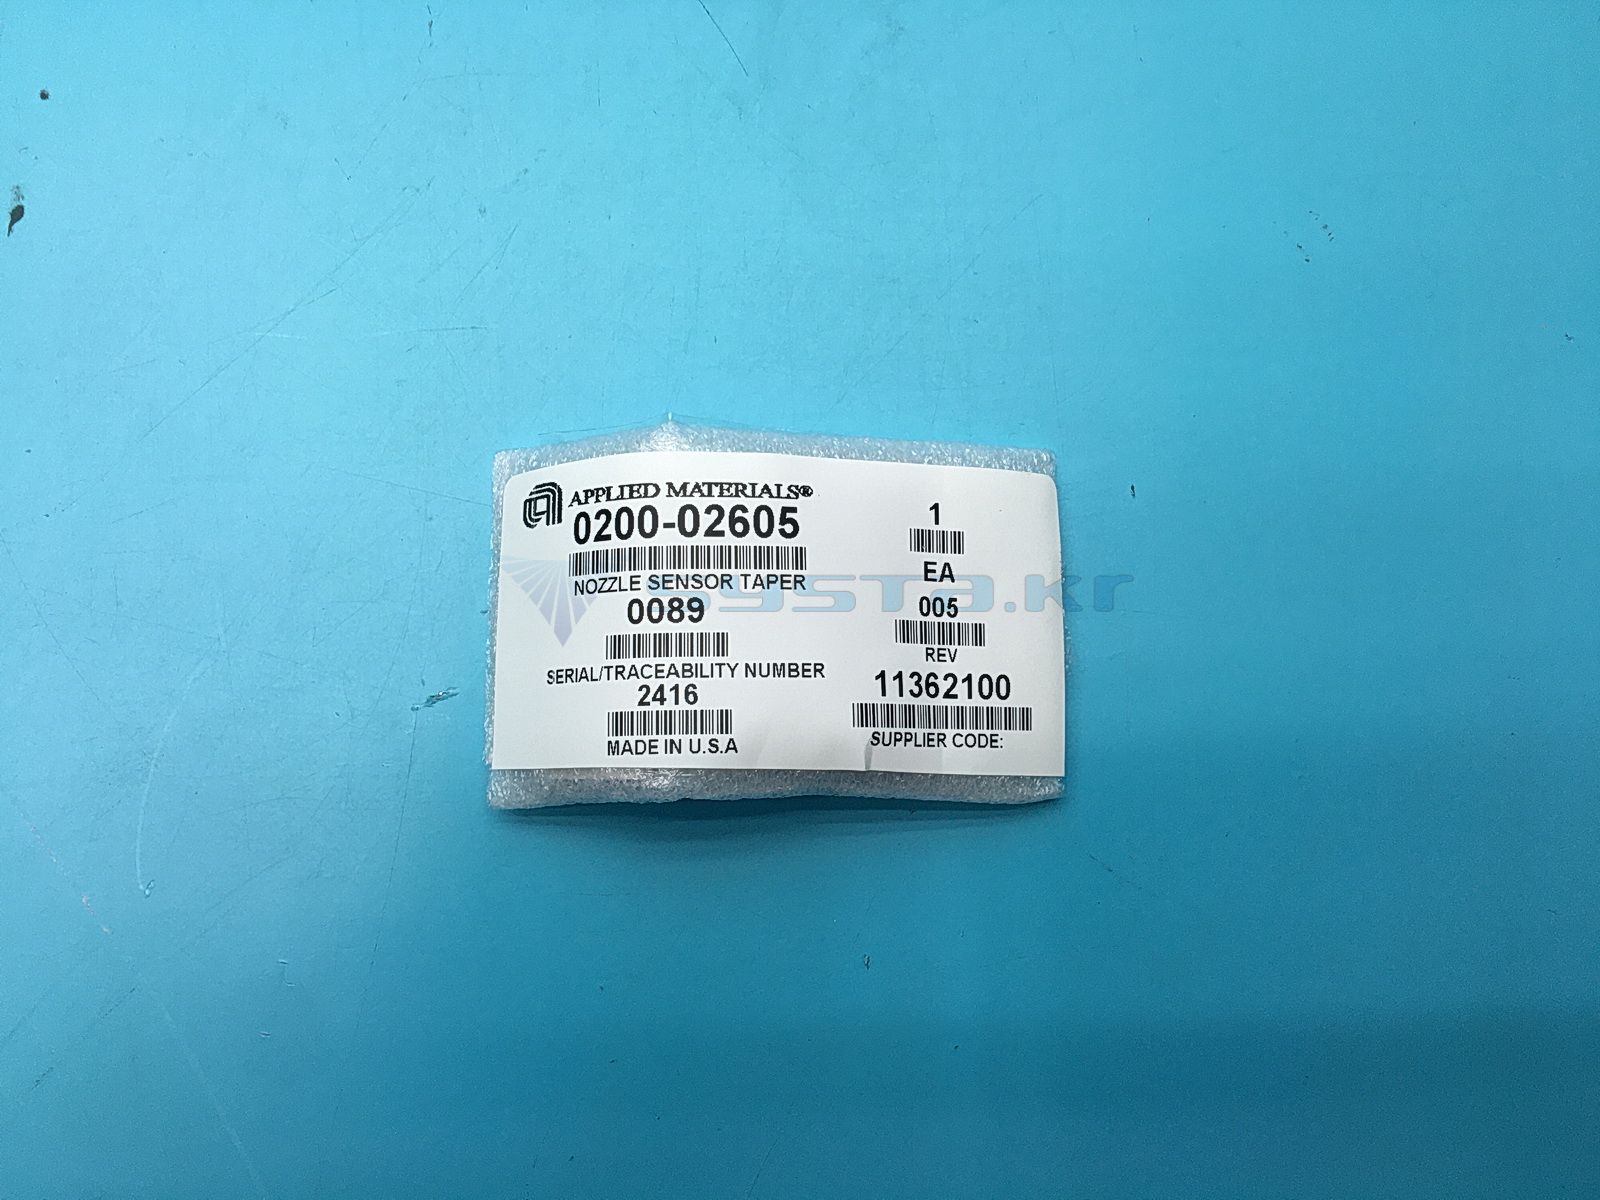 APPLIED MATERIALS®
0200-02605
NOZZLE SENSOR TAPER
0089
SERIAL/TRACEABILITY NUMBER
2416
MADE IN U.S.A
1
EA
005
REV
11362100
SUPPLIER CODE:
systa.kr